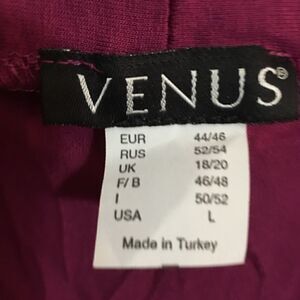 VENUS®
EUR 44/46
RUS 52/54
UK 18/20
F/B 46/48
I 50/52
USA L
Made in Turkey